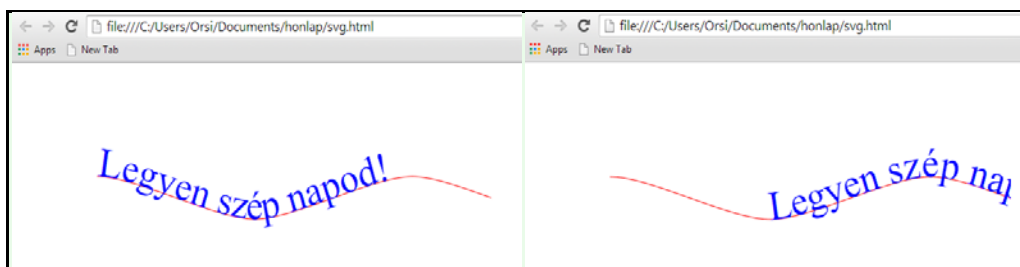 file:///C:/Users/Orsi/Documents/honlap/svg.html
Apps New Tab
Legyen szép napod!
file:///C:/Users/Orsi/Documents/honlap/svg.html
Apps New Tab
Legyen szép nap